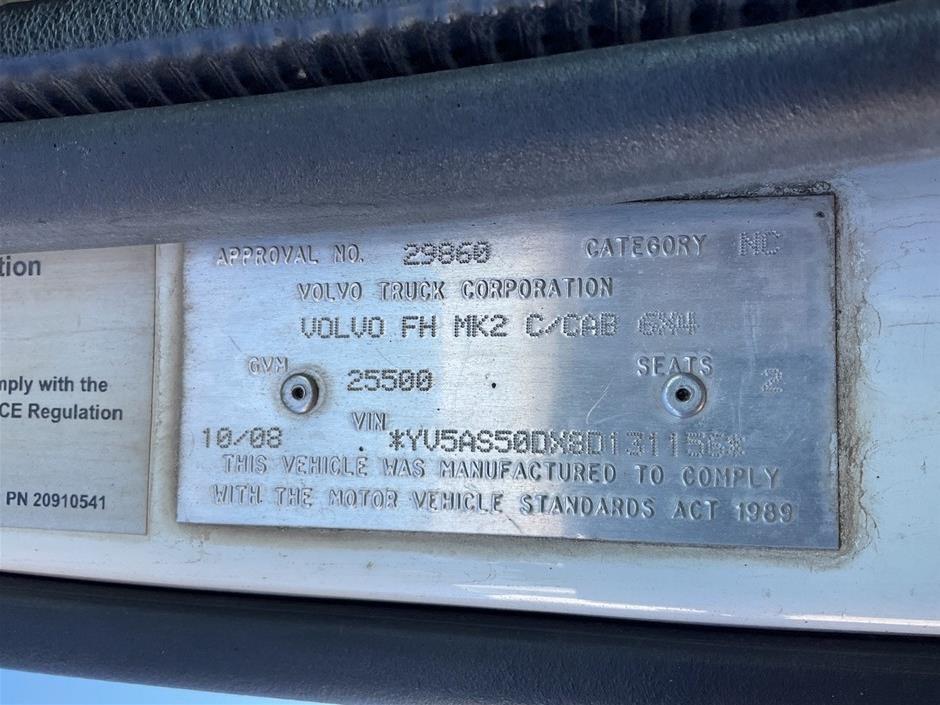 tion
mply with the
CE Regulation
PN 20910541
APPROVAL NO. 29860 CATEGORY NC
VOLVO TRUCK CORPORATION
VOLVO FH MK2 C/CAB 6X4
GVM 25500 SEATS 2
VIN
10/08 *YV5AS50DX8D131156*
THIS VEHICLE WAS MANUFACTURED TO COMPLY
WITH THE MOTOR VEHICLE STANDARDS ACT 1989